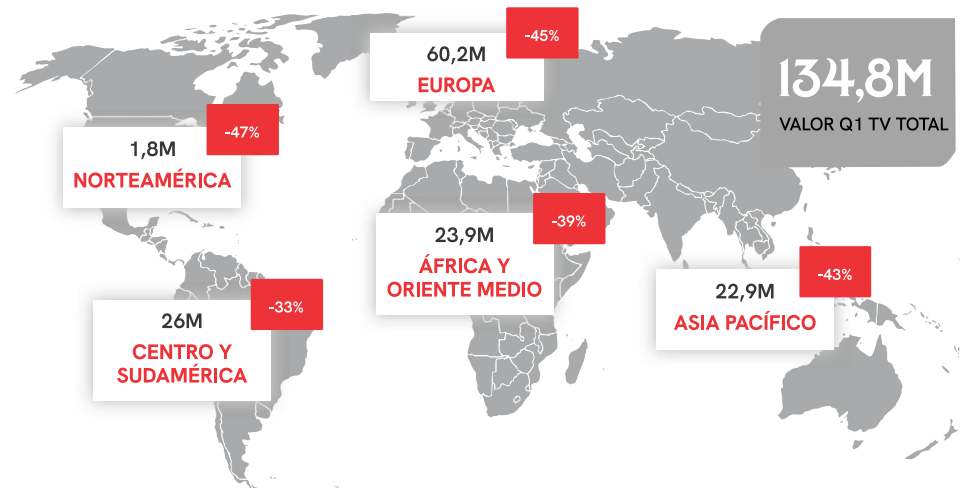 60,2M
EUROPA
-45%
134,8M
VALOR Q1 TV TOTAL
1,8M
NORTEAMÉRICA
-47%
23,9M
ÁFRICA Y
ORIENTE MEDIO
-39%
22,9M
ASIA PACÍFICO
-43%
26M
CENTRO Y
SUDAMÉRICA
-33%